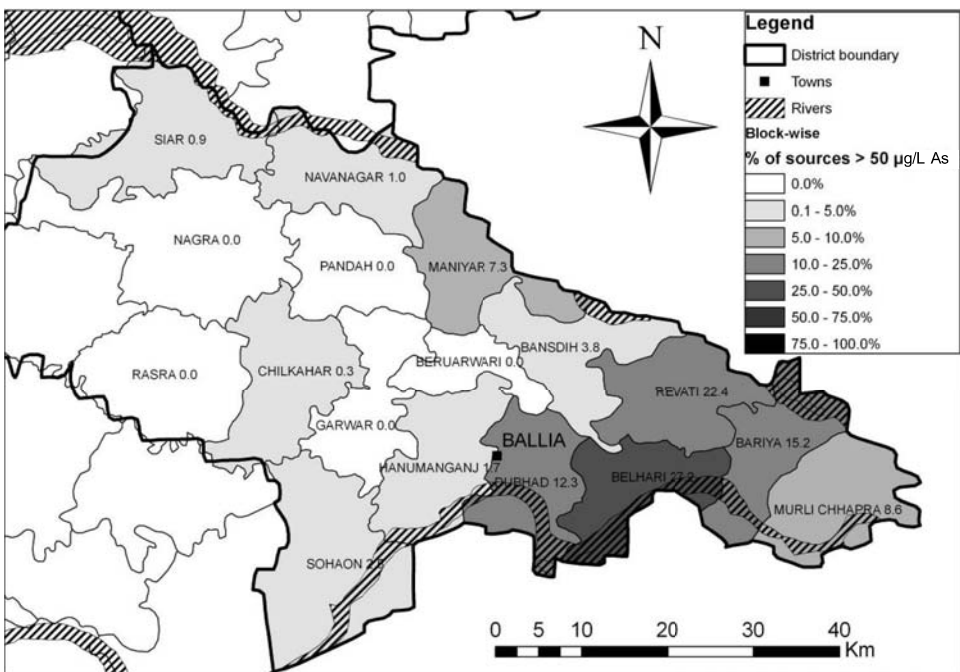 Legend
District boundary
Towns
Rivers
Block-wise
% of sources > 50 µg/L As
0.0%
0.1 - 5.0%
5.0 - 10.0%
10.0 - 25.0%
25.0 - 50.0%
50.0 - 75.0%
75.0 - 100.0%
N
SIAR 0.9
NAVANAGAR 1.0
NAGRA 0.0
PANDAH 0.0
MANIYAR 7.3
RASRA 0.0
CHILKAHAR 0.3
BERUARWARI 0.0
BANSDIH 3.8
REVATI 22.4
GARWAR 0.0
BALLIA
BARIYA 15.2
HANUMANGANJ 1.7
DUBHAD 12.3
BELHARI 27.2
MURLI CHHAPRA 8.6
SOHAON
0 5 10 20 30 40
Km